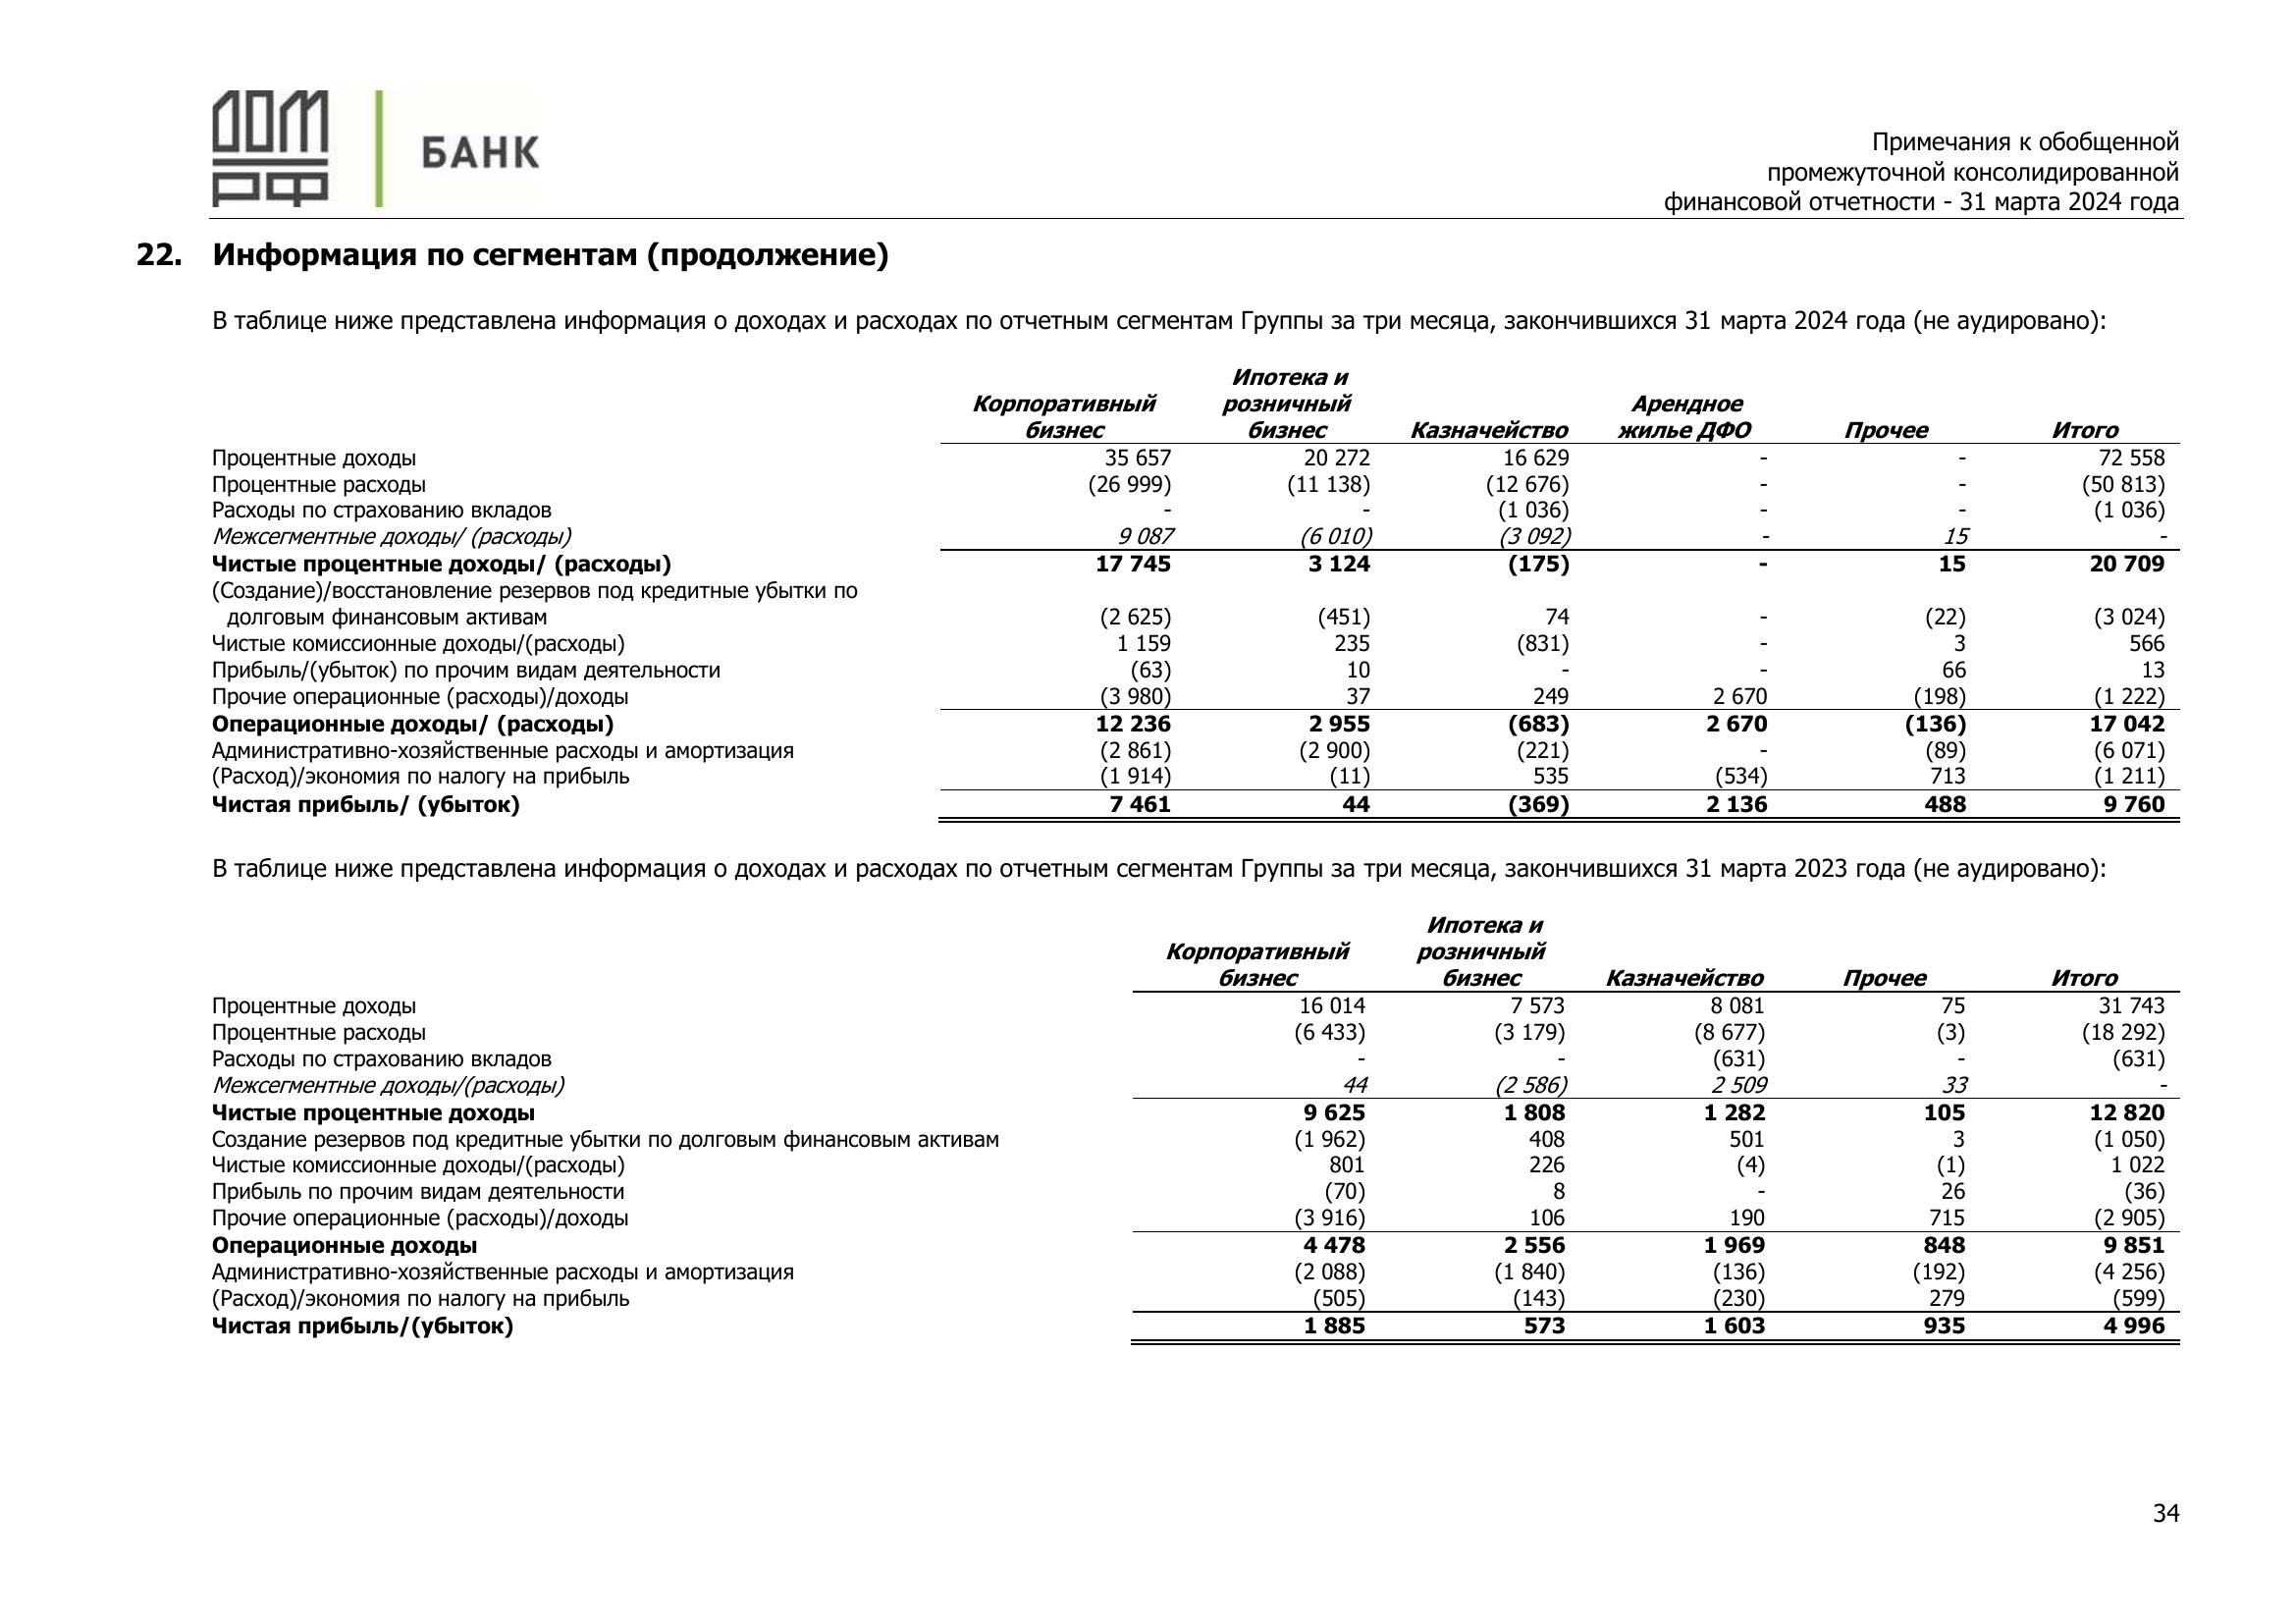 ДОМ
РФ
БАНК
Примечания к обобщенной
промежуточной консолидированной
финансовой отчетности - 31 марта 2024 года
22. Информация по сегментам (продолжение)
В таблице ниже представлена информация о доходах и расходах по отчетным сегментам Группы за три месяца, закончившихся 31 марта 2024 года (не аудировано):
Ипотека и
Корпоративный розничный Арендное
бизнес бизнес Казначейство жилье ДФО Прочее Итого
Процентные доходы 35 657 20 272 16 629 - - 72 558
Процентные расходы (26 999) (11 138) (12 676) - - (50 813)
Расходы по страхованию вкладов - - (1 036) - - (1 036)
Межсегментные доходы/ (расходы) 9 087 (6 010) (3 092) - 15 -
Чистые процентные доходы/ (расходы) 17 745 3 124 (175) - 15 20 709
(Создание)/восстановление резервов под кредитные убытки по
долговым финансовым активам (2 625) (451) 74 - (22) (3 024)
Чистые комиссионные доходы/(расходы) 1 159 235 (831) - 3 566
Прибыль/(убыток) по прочим видам деятельности (63) 10 - - 66 13
Прочие операционные (расходы)/доходы (3 980) 37 249 2 670 (198) (1 222)
Операционные доходы/ (расходы) 12 236 2 955 (683) 2 670 (136) 17 042
Административно-хозяйственные расходы и амортизация (2 861) (2 900) (221) - (89) (6 071)
(Расход)/экономия по налогу на прибыль (1 914) (11) 535 (534) 713 (1 211)
Чистая прибыль/ (убыток) 7 461 44 (369) 2 136 488 9 760
В таблице ниже представлена информация о доходах и расходах по отчетным сегментам Группы за три месяца, закончившихся 31 марта 2023 года (не аудировано):
Ипотека и
Корпоративный розничный
бизнес бизнес Казначейство Прочее Итого
Процентные доходы 16 014 7 573 8 081 75 31 743
Процентные расходы (6 433) (3 179) (8 677) (3) (18 292)
Расходы по страхованию вкладов - - (631) - (631)
Межсегментные доходы/(расходы) 44 (2 586) 2 509 33 -
Чистые процентные доходы 9 625 1 808 1 282 105 12 820
Создание резервов под кредитные убытки по долговым финансовым активам (1 962) 408 501 3 (1 050)
Чистые комиссионные доходы/(расходы) 801 226 (4) (1) 1 022
Прибыль по прочим видам деятельности (70) 8 - 26 (36)
Прочие операционные (расходы)/доходы (3 916) 106 190 715 (2 905)
Операционные доходы 4 478 2 556 1 969 848 9 851
Административно-хозяйственные расходы и амортизация (2 088) (1 840) (136) (192) (4 256)
(Расход)/экономия по налогу на прибыль (505) (143) (230) 279 (599)
Чистая прибыль/(убыток) 1 885 573 1 603 935 4 996
34